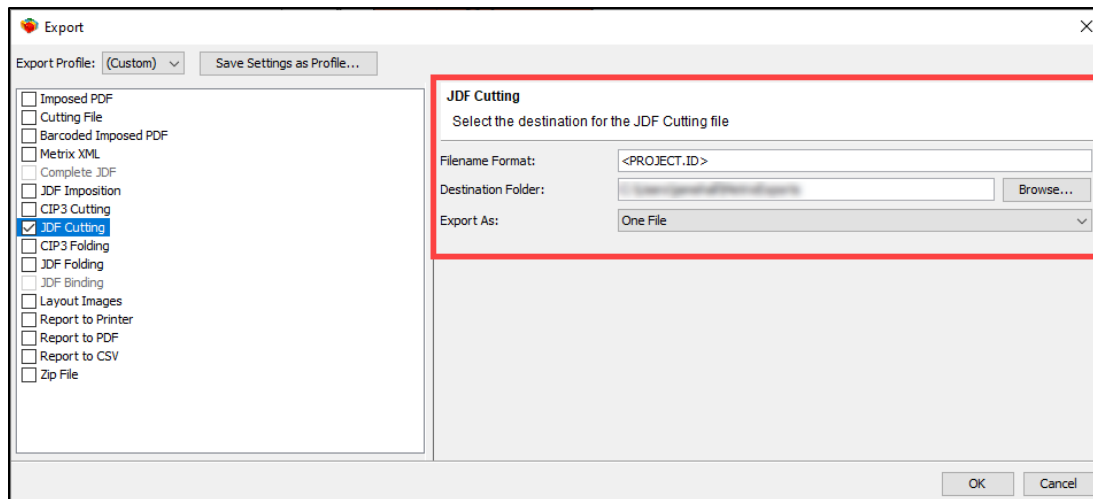 Export
Export Profile: (Custom) Save Settings as Profile...
Imposed PDF
Cutting File
Barcoded Imposed PDF
Metrix XML
Complete JDF
JDF Imposition
CIP3 Cutting
JDF Cutting
CIP3 Folding
JDF Folding
JDF Binding
Layout Images
Report to Printer
Report to PDF
Report to CSV
Zip File
JDF Cutting
Select the destination for the JDF Cutting file
Filename Format: <PROJECT.ID>
Destination Folder: Browse...
Export As: One File
OK Cancel